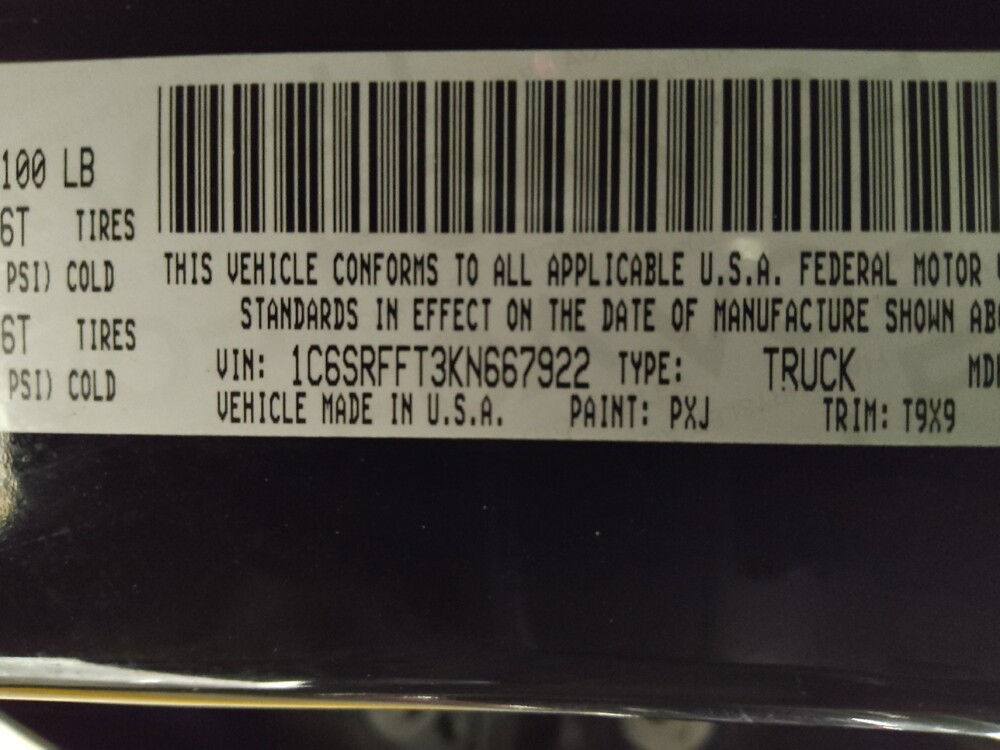 100 LB
6T TIRES
PSI) COLD THIS VEHICLE CONFORMS TO ALL APPLICABLE U.S.A. FEDERAL MOTOR
STANDARDS IN EFFECT ON THE DATE OF MANUFACTURE SHOWN AB
6T TIRES
VIN: 1C6SRFFT3KN667922 TYPE: TRUCK MD
PSI) COLD
VEHICLE MADE IN U.S.A. PAINT: PXJ TRIM: T9X9